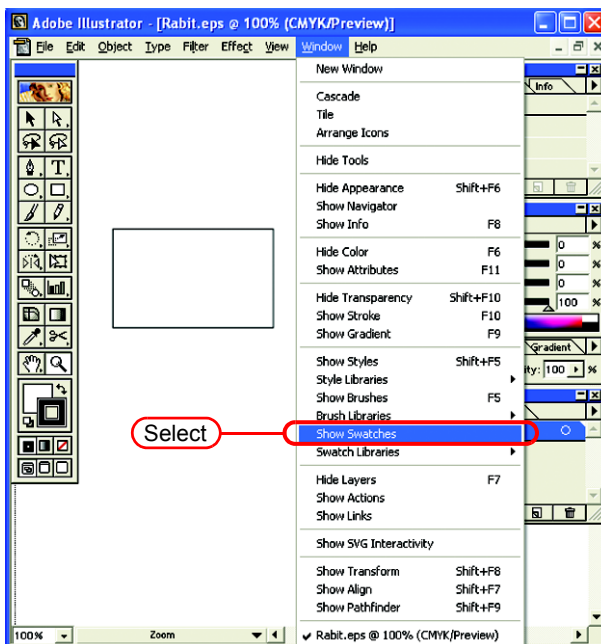 Adobe Illustrator - [Rabit.eps @ 100% (CMYK/Preview)]
File Edit Object Type Filter Effect View Window Help
New Window
Info
Cascade
Tile
Arrange Icons
Hide Tools
Hide Appearance Shift+F6
Show Navigator
Show Info F8
Hide Color F6
0 %
Show Attributes F11
0 %
0 %
Hide Transparency Shift+F10
100 %
Show Stroke F10
Show Gradient F9
Gradient
Show Styles Shift+F5
ity: 100 %
Style Libraries
Show Brushes F5
Brush Libraries
Select
Show Swatches
Swatch Libraries
Hide Layers F7
Show Actions
Show Links
Show SVG Interactivity
Show Transform Shift+F8
Show Align Shift+F7
Show Pathfinder Shift+F9
100% Zoom
Rabit.eps @ 100% (CMYK/Preview)